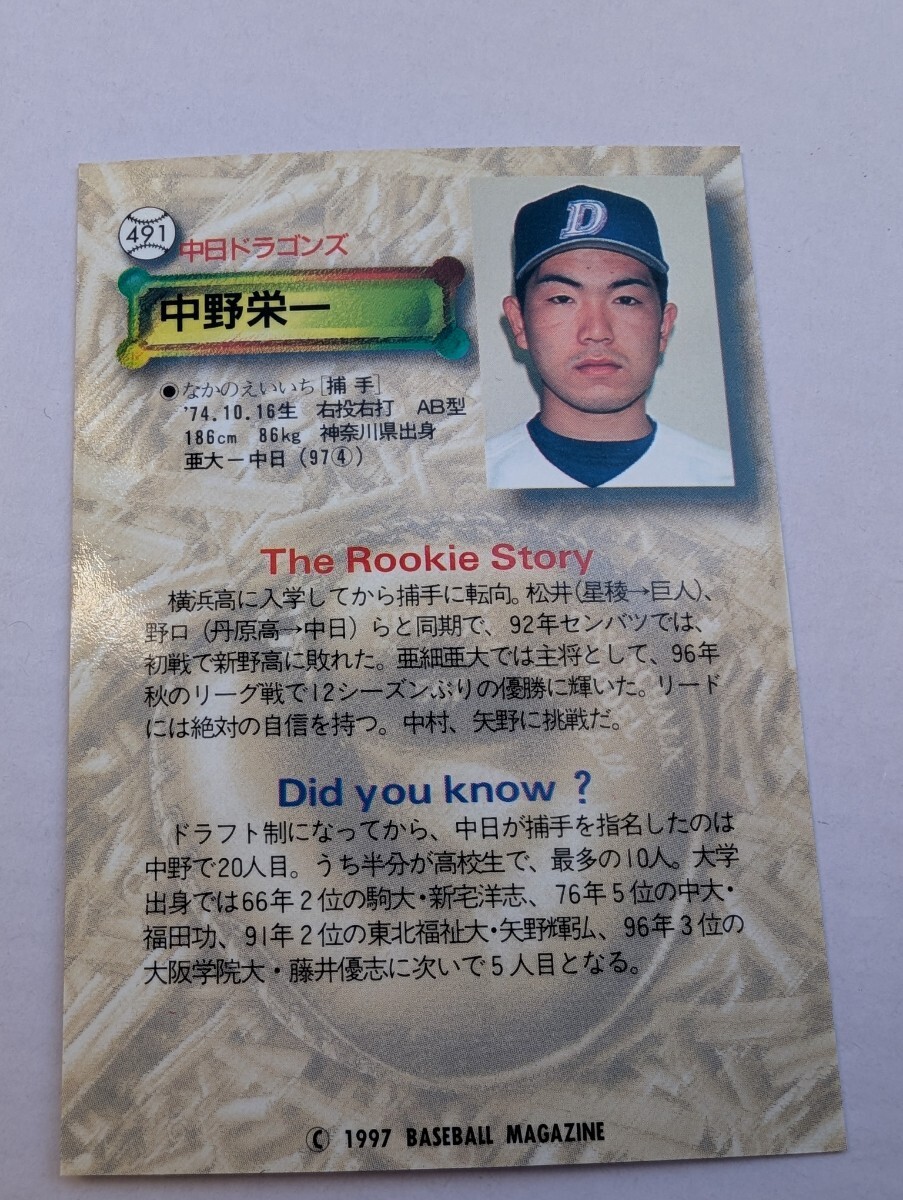 491
中日ドラゴンズ
D
中野栄一
●なかのえいいち[捕手]
'74.10.16生 右投右打 AB型
186cm 86kg 神奈川県出身
亜大－中日（97④）
The Rookie Story
横浜高に入学してから捕手に転向。松井(星稜→巨人)、
野口（丹原高→中日）らと同期で、92年センバツでは、
初戦で新野高に敗れた。亜細亜大では主将として、96年
秋のリーグ戦で12シーズンぶりの優勝に輝いた。リード
には絶対の自信を持つ。中村、矢野に挑戦だ。
Did you know ?
ドラフト制になってから、中日が捕手を指名したのは
中野で20人目。うち半分が高校生で、最多の10人。大学
出身では66年2位の駒大・新宅洋志、76年5位の中大・
福田功、91年2位の東北福祉大・矢野輝弘、96年3位の
大阪学院大・藤井優志に次いで5人目となる。
© 1997 BASEBALL MAGAZINE